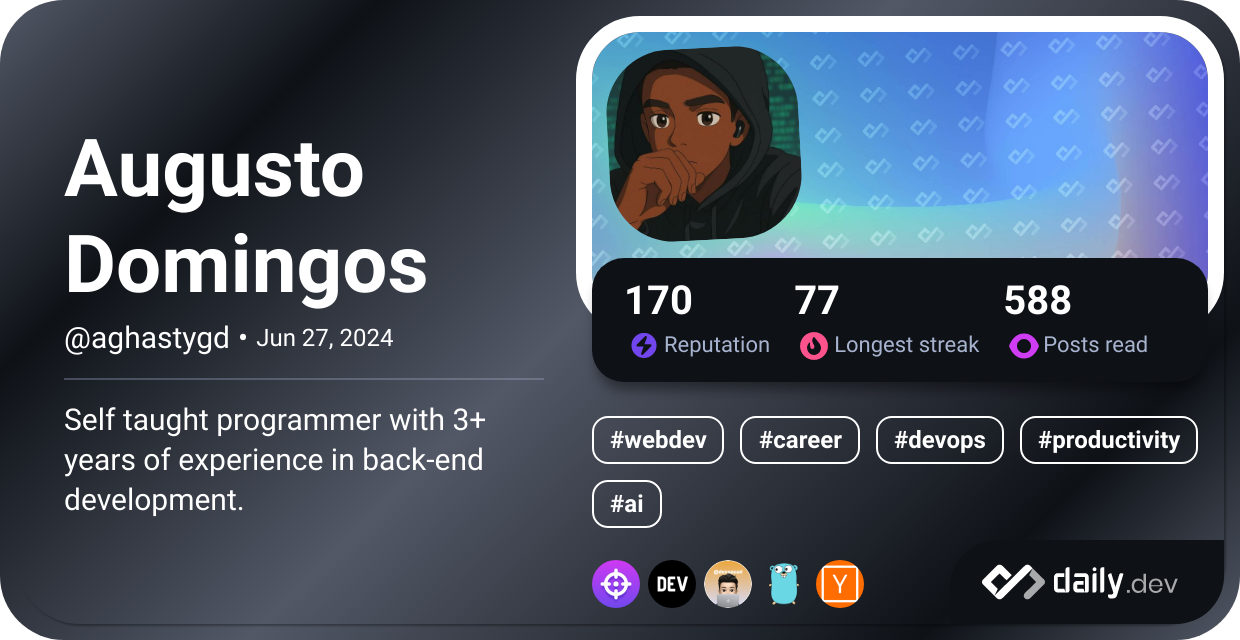 Augusto
Domingos
@aghastygd • Jun 27, 2024
Self taught programmer with 3+
years of experience in back-end
development.
170 77 588
Reputation Longest streak Posts read
#webdev #career #devops #productivity
#ai
DEV Y
daily.dev